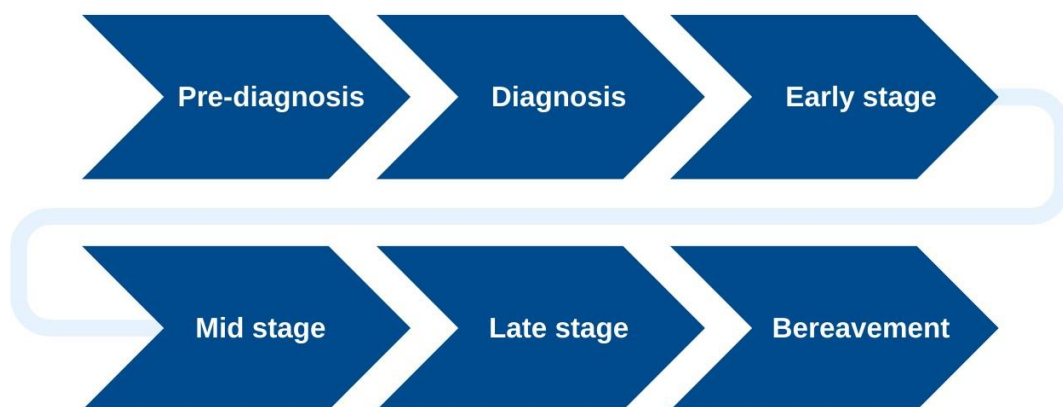 Pre-diagnosis
Diagnosis
Early stage
Mid stage
Late stage
Bereavement